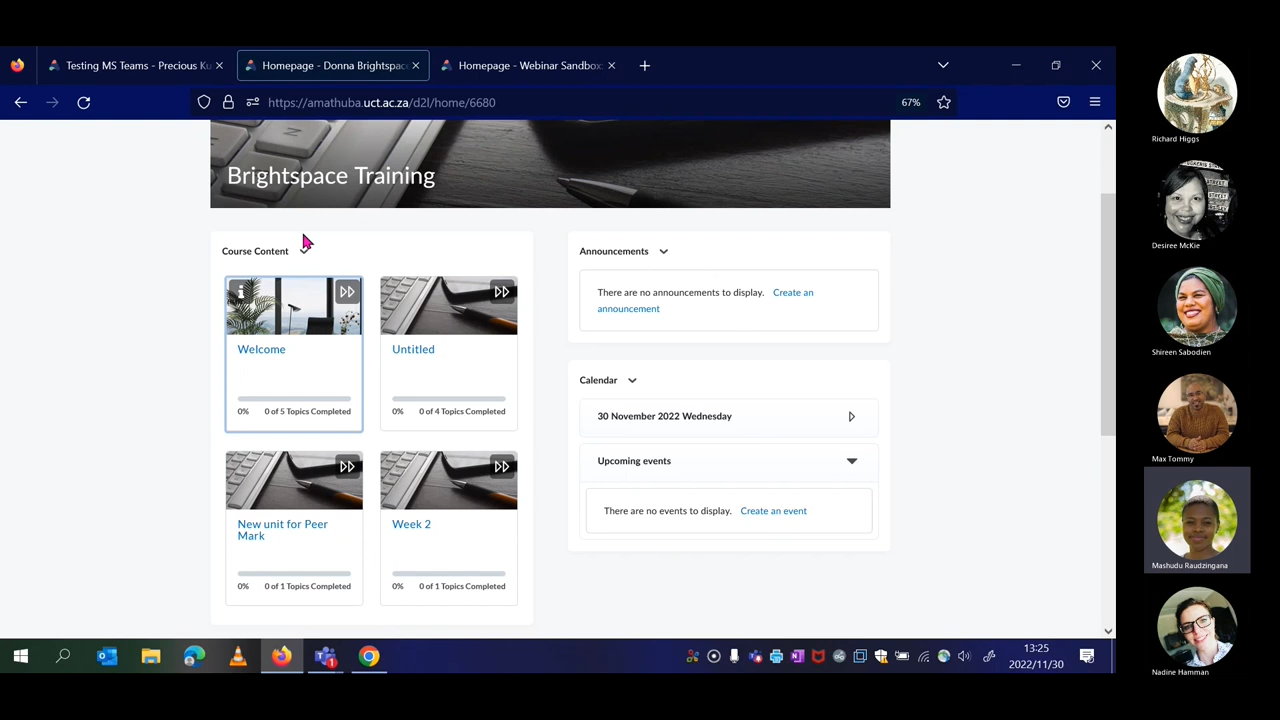 Testing MS Teams - Precious Ku
Homepage - Donna Brightspac
Homepage - Webinar Sandbox:
https://amathuba.uct.ac.za/d2l/home/6680
67%
Brightspace Training
Course Content
Welcome
0% 0 of 5 Topics Completed
Untitled
0% 0 of 4 Topics Completed
New unit for Peer
Mark
0% 0 of 1 Topics Completed
Week 2
0% 0 of 1 Topics Completed
Announcements
There are no announcements to display. Create an
announcement
Calendar
30 November 2022 Wednesday
Upcoming events
There are no events to display. Create an event
Richard Higgs
Desiree McKie
Shireen Sabodien
Max Tommy
Mashudu Raudzingana
Nadine Hamman
1
13:25
2022/11/30